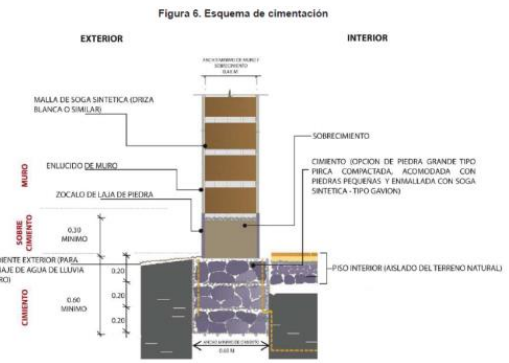 Figura 6. Esquema de cimentación
EXTERIOR
INTERIOR
ANCHO MINIMO DE MURO Y
SOBRECIMIENTO
0.40 M
MALLA DE SOGA SINTETICA (DRIZA
BLANCA O SIMILAR)
SOBRECIMIENTO
CIMIENTO (OPCION DE PIEDRA GRANDE TIPO
PIRCA COMPACTADA, ACOMODADA CON
PIEDRAS PEQUEÑAS Y ENMALLADA CON SOGA
SINTETICA - TIPO GAVION)
MURO
ENLUCIDO DE MURO
ZOCALO DE LAJA DE PIEDRA
SOBRE
CIMIENTO
0.30
MINIMO
DIENTE EXTERIOR (PARA
NAJE DE AGUA DE LLUVIA
RO)
PISO INTERIOR (AISLADO DEL TERRENO NATURAL)
CIMIENTO
0.60
MINIMO
0.20
0.20
0.20
ANCHO MINIMO DE CIMIENTO
0.60 M